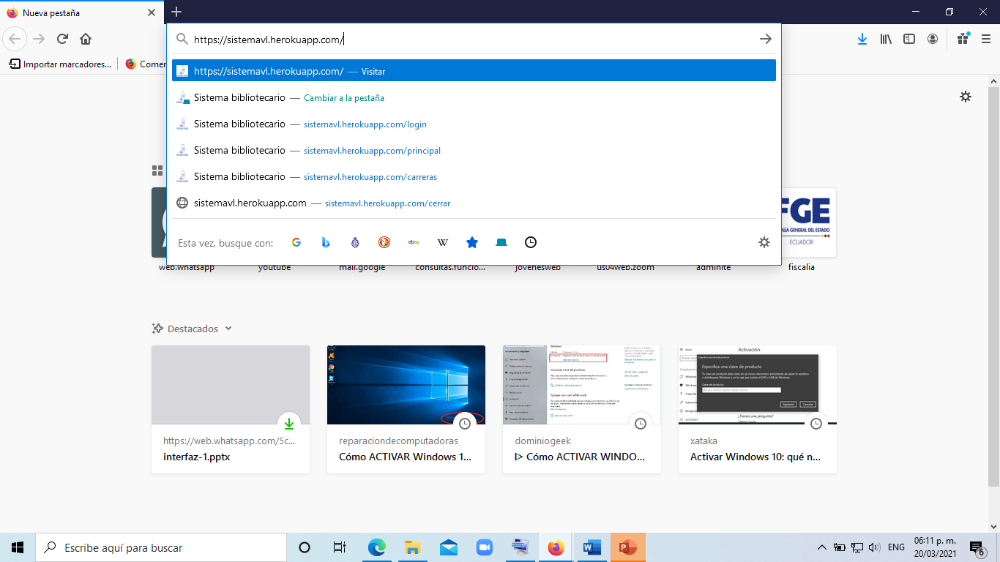 Nueva pestaña
https://sistemavl.herokuapp.com/
Importar marcadores...
Comen
https://sistemavl.herokuapp.com/ — Visitar
Sistema bibliotecario — Cambiar a la pestaña
Sistema bibliotecario — sistemavl.herokuapp.com/login
Sistema bibliotecario — sistemavl.herokuapp.com/principal
Sistema bibliotecario — sistemavl.herokuapp.com/carreras
sistemavl.herokuapp.com — sistemavl.herokuapp.com/cerrar
Esta vez, busque con:
ebay
W
FGE
ECUADOR
web.whatsapp
youtube
mail.google
consultas.funcio...
jovenesweb
us04web.zoom
adminite
fiscalia
Destacados
Activación
Especifica una clave de producto
¿Tienes una pregunta?
https://web.whatsapp.com/5c...
interfaz-1.pptx
reparaciondecomputadoras
Cómo ACTIVAR Windows 1...
dominiogeek
Cómo ACTIVAR WINDO...
xataka
Activar Windows 10: qué n...
Escribe aquí para buscar
ENG
06:11 p. m.
20/03/2021
6